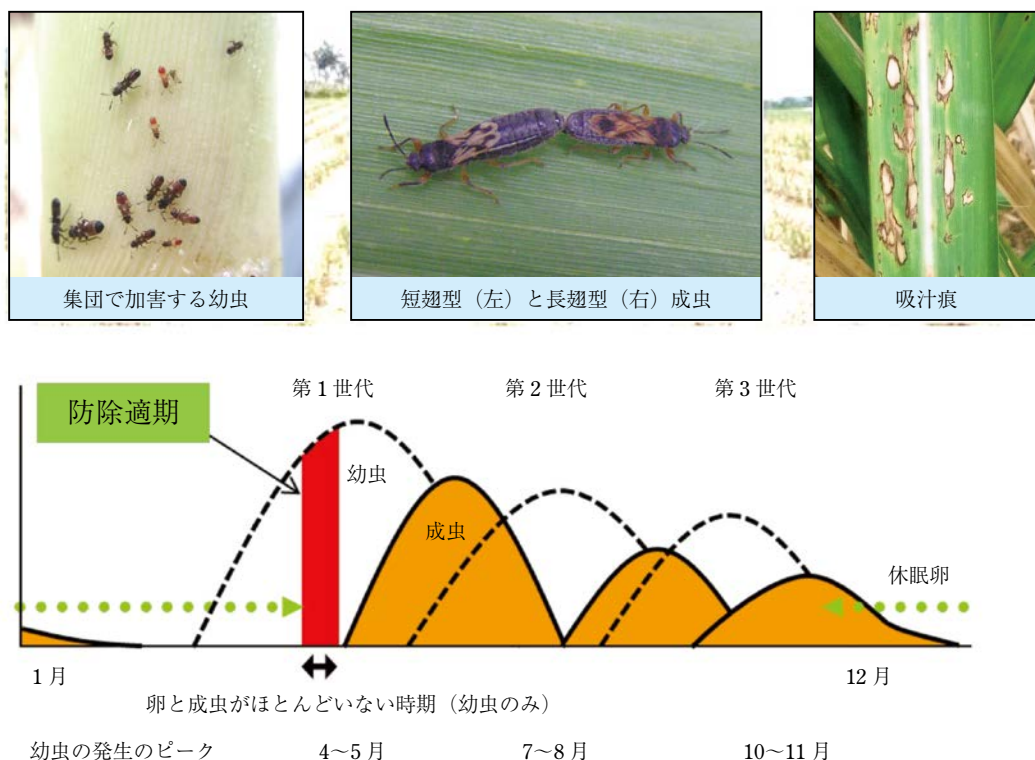 集団で加害する幼虫
短翅型（左）と長翅型（右）成虫
吸汁痕
防除適期
第1世代
第2世代
第3世代
幼虫
成虫
休眠卵
1月
12月
卵と成虫がほとんどいない時期（幼虫のみ）
幼虫の発生のピーク 4〜5月 7〜8月 10〜11月